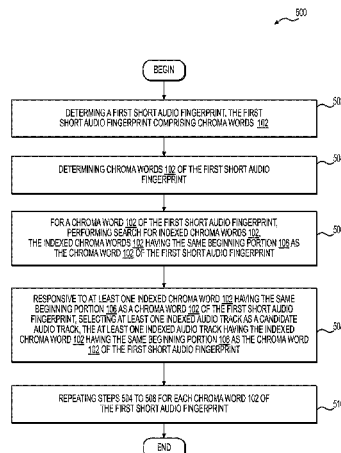 500
BEGIN
50
DETERMING A FIRST SHORT AUDIO FINGERPRINT, THE FIRST
SHORT AUDIO FINGERPRINT COMPRISING CHROMA WORDS 102
50
DETERMINING CHROMA WORDS 102 OF THE FIRST SHORT AUDIO
FINGERPRINT
50
FOR A CHROMA WORD 102 OF THE FIRST SHORT AUDIO FINGERPRINT,
PERFORMING SEARCH FOR INDEXED CHROMA WORDS 102,
THE INDEXED CHROMA WORDS 102 HAVING THE SAME BEGINNING PORTION 106 AS
THE CHROMA WORD 102 OF THE FIRST SHORT AUDIO FINGERPRINT
50
RESPONSIVE TO AT LEAST ONE INDEXED CHROMA WORD 102 HAVING THE SAME
BEGINNING PORTION 106 AS A CHROMA WORD 102 OF THE FIRST SHORT AUDIO
FINGERPRINT, SELECTING AT LEAST ONE INDEXED AUDIO TRACK AS A CANDIDATE
AUDIO TRACK, THE AT LEAST ONE INDEXED AUDIO TRACK HAVING THE INDEXED
CHROMA WORD 102 HAVING THE SAME BEGINNING PORTION 106 AS THE CHROMA WORD
102 OF THE FIRST SHORT AUDIO FINGERPRINT
51
REPEATING STEPS 504 TO 508 FOR EACH CHROMA WORD 102 OF
THE FIRST SHORT AUDIO FINGERPRINT
END